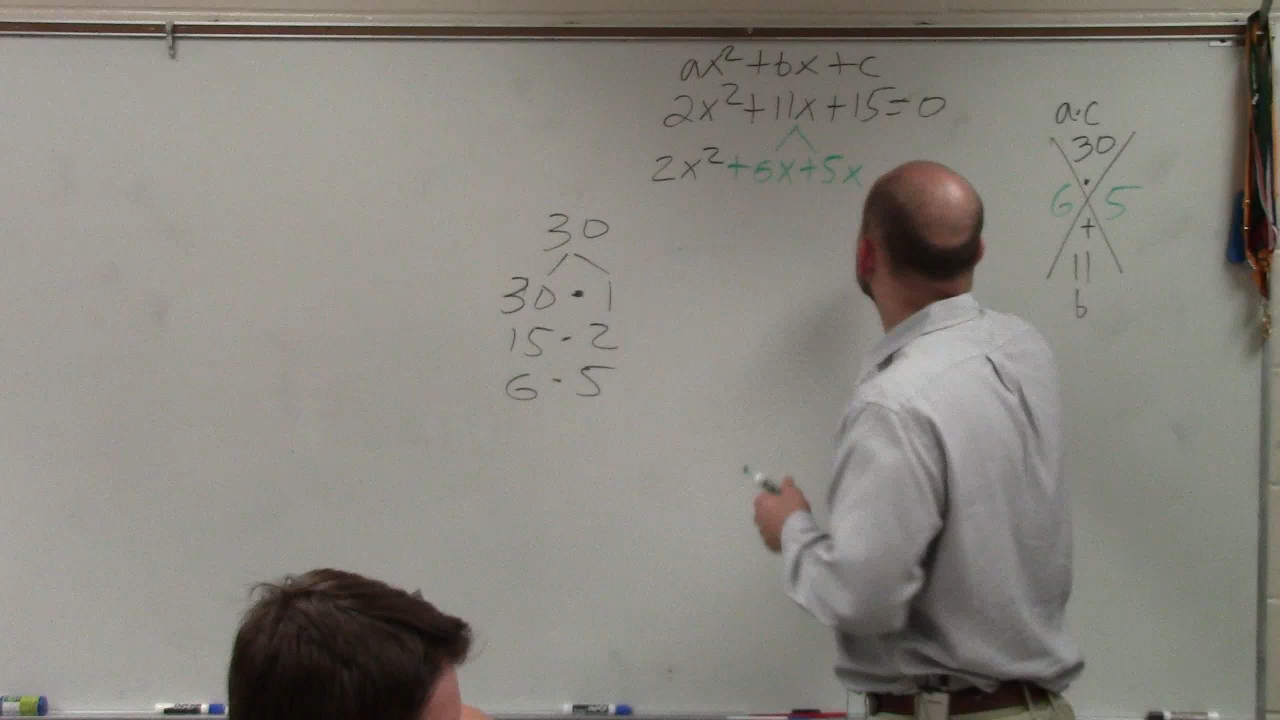 ax²+bx+c
2x²+11x+15=0
2x²+6x+5x
30
30·1
15·2
6·5
a·c
30
·
6 5
+
11
b